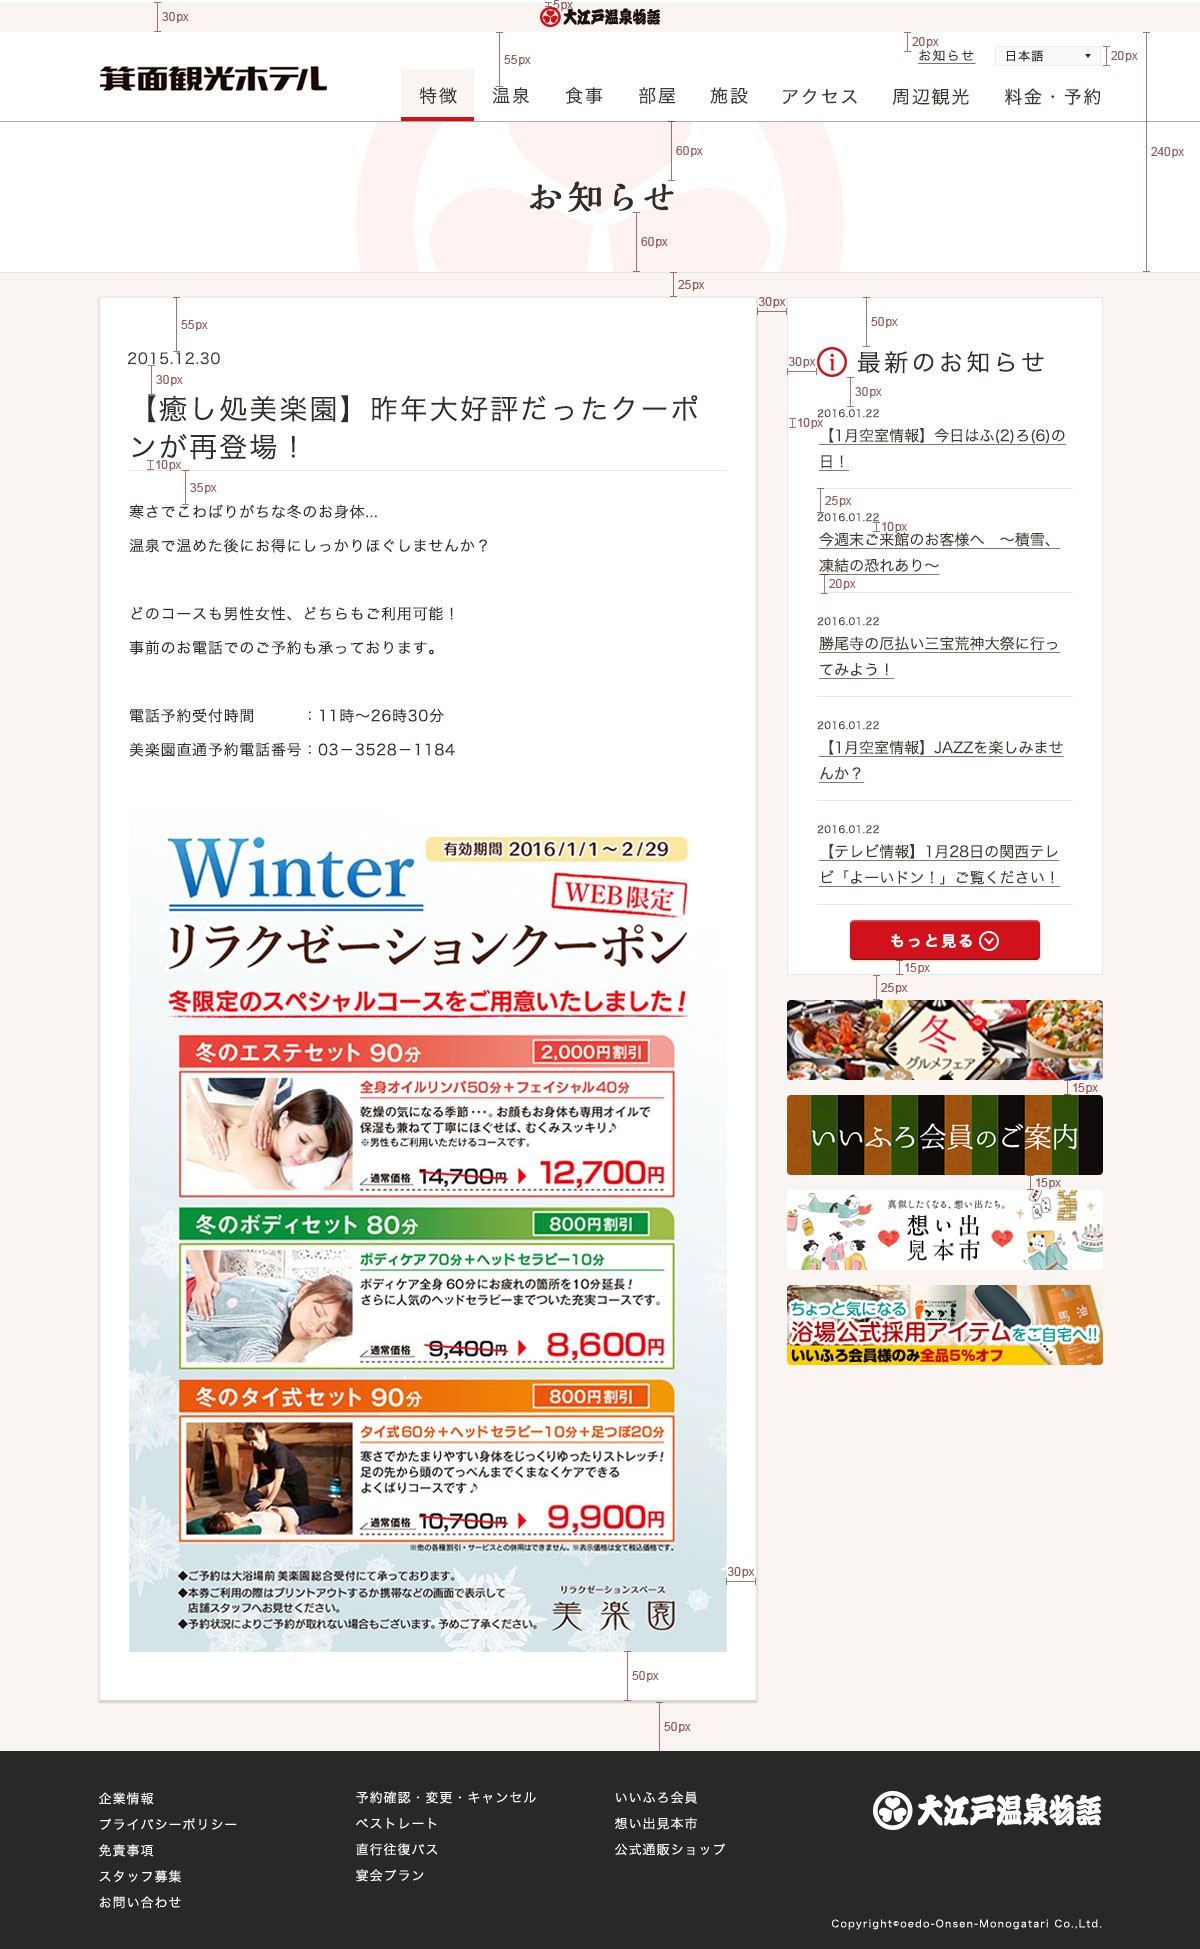 30px
5px
大江戸温泉物語
20px
お知らせ
日本語
20px
55px
箕面観光ホテル
特徴
温泉
食事
部屋
施設
アクセス
周辺観光
料金・予約
60px
240px
お知らせ
60px
25px
30px
55px
2015.12.30
30px
【癒し処美楽園】昨年大好評だったクーポ
ンが再登場！
10px
35px
寒さでこわばりがちな冬のお身体...
温泉で温めた後にお得にしっかりほぐしませんか？
どのコースも男性女性、どちらもご利用可能！
事前のお電話でのご予約も承っております。
電話予約受付時間　　　：11時〜26時30分
美楽園直通予約電話番号：03－3528－1184
Winter
有効期間 2016/1/1〜2/29
WEB限定
リラクゼーションクーポン
冬限定のスペシャルコースをご用意いたしました！
冬のエステセット 90分
2,000円割引
全身オイルリンパ50分＋フェイシャル40分
乾燥の気になる季節・・・。お顔もお身体も専用オイルで
保湿も兼ねて丁寧にほぐせば、むくみスッキリ♪
※男性もご利用いただけるコースです。
通常価格 14,700円 12,700円
冬のボディセット 80分
800円割引
ボディケア70分＋ヘッドセラピー10分
ボディケア全身60分にお疲れの箇所を10分延長！
さらに人気のヘッドセラピーまでついた充実コースです。
通常価格 9,400円 8,600円
冬のタイ式セット 90分
800円割引
タイ式60分＋ヘッドセラピー10分＋足つぼ20分
寒さでかたまりやすい身体をじっくりゆったりストレッチ！
足の先から頭のてっぺんまでくまなくケアできる
よくばりコースです♪
通常価格 10,700円 9,900円
※他の各種割引・サービスとの併用はできません。※表示価格は全て税込価格です。
◆ご予約は大浴場前 美楽園総合受付にて承っております。
◆本券ご利用の際はプリントアウトするか携帯などの画面で表示して
店舗スタッフへお見せください。
◆予約状況によりご予約が取れない場合もございます。予めご了承ください。
リラクゼーションスペース
美楽園
30px
50px
50px
50px
30px
最新のお知らせ
30px
2016.01.22
10px
【1月空室情報】今日はふ(2)ろ(6)の
日！
25px
2016.01.22
10px
今週末ご来館のお客様へ　〜積雪、
凍結の恐れあり〜
20px
2016.01.22
勝尾寺の厄払い三宝荒神大祭に行っ
てみよう！
2016.01.22
【1月空室情報】JAZZを楽しみませ
んか？
2016.01.22
【テレビ情報】1月28日の関西テレ
ビ「よーいドン！」ご覧ください！
もっと見る
15px
25px
冬
グルメフェア
15px
いいふろ会員のご案内
15px
真似したくなる、想い出たち。
想い出
見本市
ちょっと気になる
馬油
浴場公式採用アイテムをご自宅へ!!
いいふろ会員様のみ全品5%オフ
企業情報
プライバシーポリシー
免責事項
スタッフ募集
お問い合わせ
予約確認・変更・キャンセル
ベストレート
直行往復バス
宴会プラン
いいふろ会員
想い出見本市
公式通販ショップ
大江戸温泉物語
Copyright©oedo-Onsen-Monogatari Co.,Ltd.